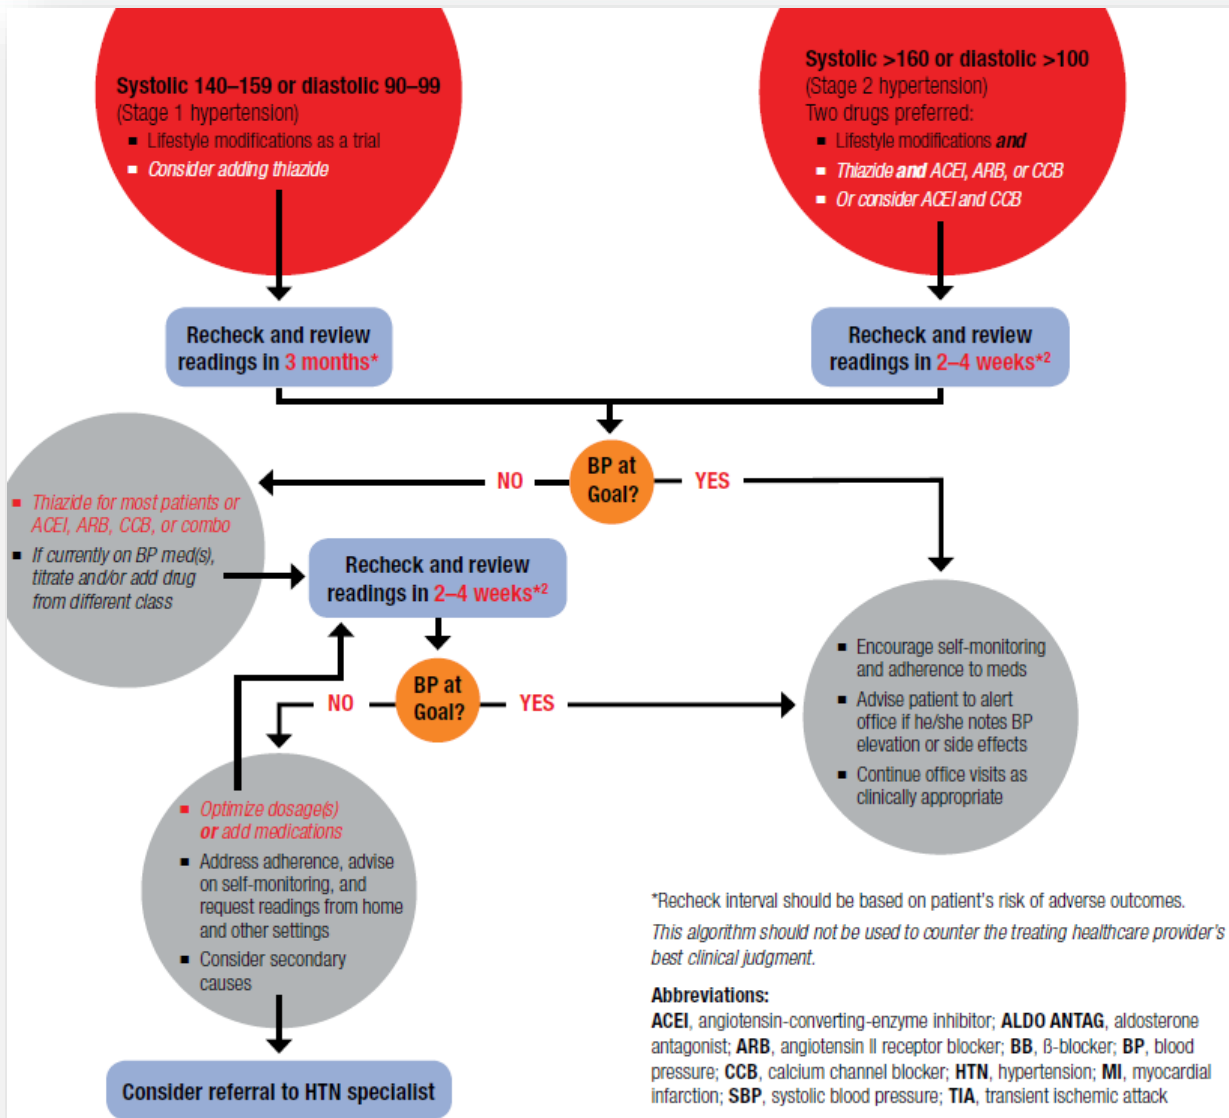 Systolic 140–159 or diastolic 90–99
(Stage 1 hypertension)
■ Lifestyle modifications as a trial
■ Consider adding thiazide
Systolic >160 or diastolic >100
(Stage 2 hypertension)
Two drugs preferred:
■ Lifestyle modifications and
■ Thiazide and ACEI, ARB, or CCB
■ Or consider ACEI and CCB
Recheck and review
readings in 3 months*
Recheck and review
readings in 2–4 weeks*2
BP at
Goal?
NO
YES
■ Thiazide for most patients or
ACEI, ARB, CCB, or combo
■ If currently on BP med(s),
titrate and/or add drug
from different class
Recheck and review
readings in 2–4 weeks*2
BP at
Goal?
NO
YES
■ Encourage self-monitoring
and adherence to meds
■ Advise patient to alert
office if he/she notes BP
elevation or side effects
■ Continue office visits as
clinically appropriate
■ Optimize dosage(s)
or add medications
■ Address adherence, advise
on self-monitoring, and
request readings from home
and other settings
■ Consider secondary
causes
Consider referral to HTN specialist
*Recheck interval should be based on patient's risk of adverse outcomes.
This algorithm should not be used to counter the treating healthcare provider's
best clinical judgment.
Abbreviations:
ACEI, angiotensin-converting-enzyme inhibitor; ALDO ANTAG, aldosterone
antagonist; ARB, angiotensin II receptor blocker; BB, ß-blocker; BP, blood
pressure; CCB, calcium channel blocker; HTN, hypertension; MI, myocardial
infarction; SBP, systolic blood pressure; TIA, transient ischemic attack